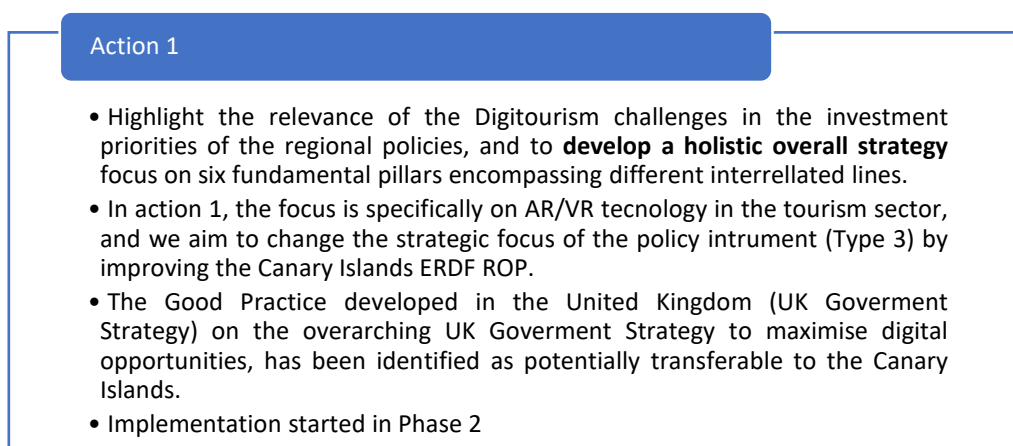 Action 1
• Highlight the relevance of the Digitourism challenges in the investment
priorities of the regional policies, and to develop a holistic overall strategy
focus on six fundamental pillars encompassing different interrellated lines.
• In action 1, the focus is specifically on AR/VR tecnology in the tourism sector,
and we aim to change the strategic focus of the policy intrument (Type 3) by
improving the Canary Islands ERDF ROP.
• The Good Practice developed in the United Kingdom (UK Goverment
Strategy) on the overarching UK Goverment Strategy to maximise digital
opportunities, has been identified as potentially transferable to the Canary
Islands.
• Implementation started in Phase 2